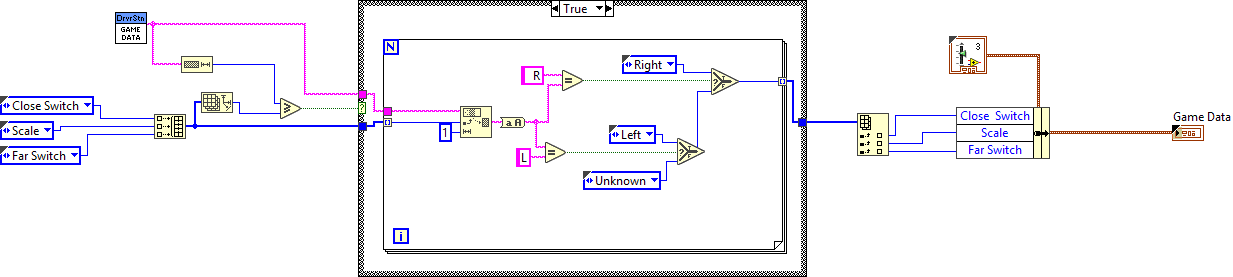 True
DrvrStn
GAME
DATA
N
3
Right
R
Close Switch
Close Switch
Game Data
Scale
Scale
1
a A
Left
Far Switch
Far Switch
L
Unknown
i